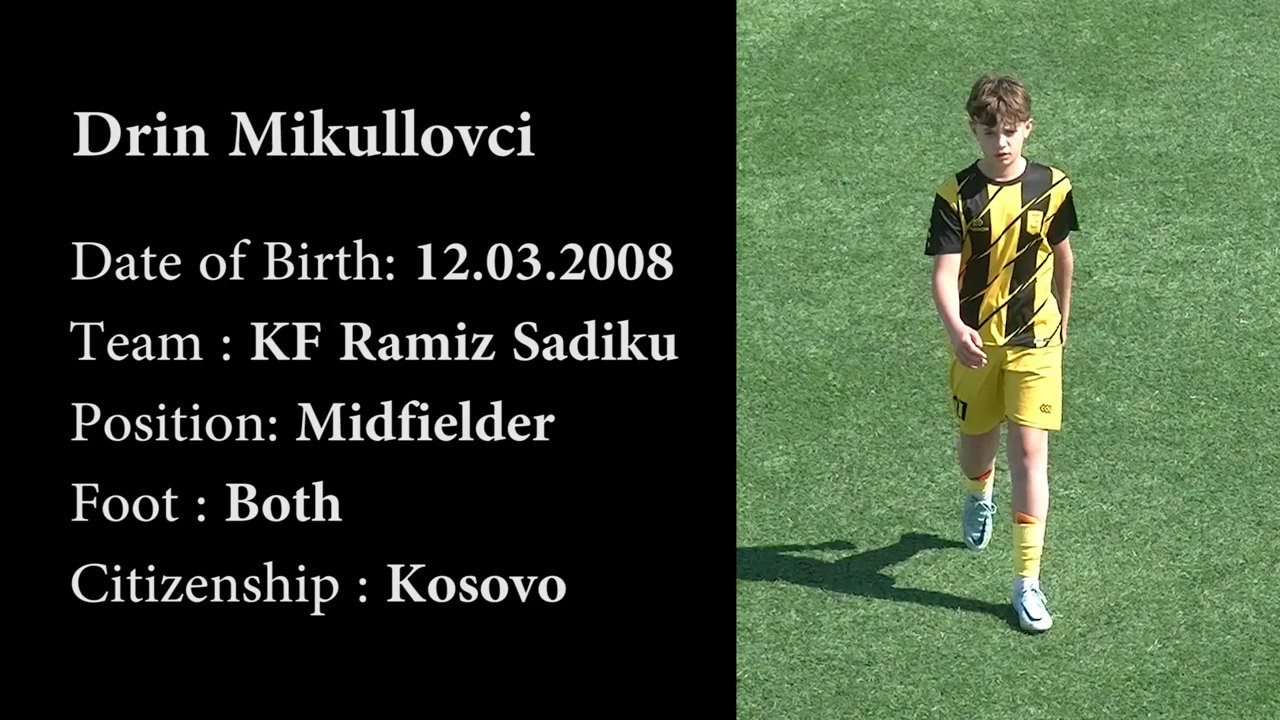 Drin Mikullovci
Date of Birth: 12.03.2008
Team : KF Ramiz Sadiku
Position: Midfielder
Foot : Both
Citizenship : Kosovo